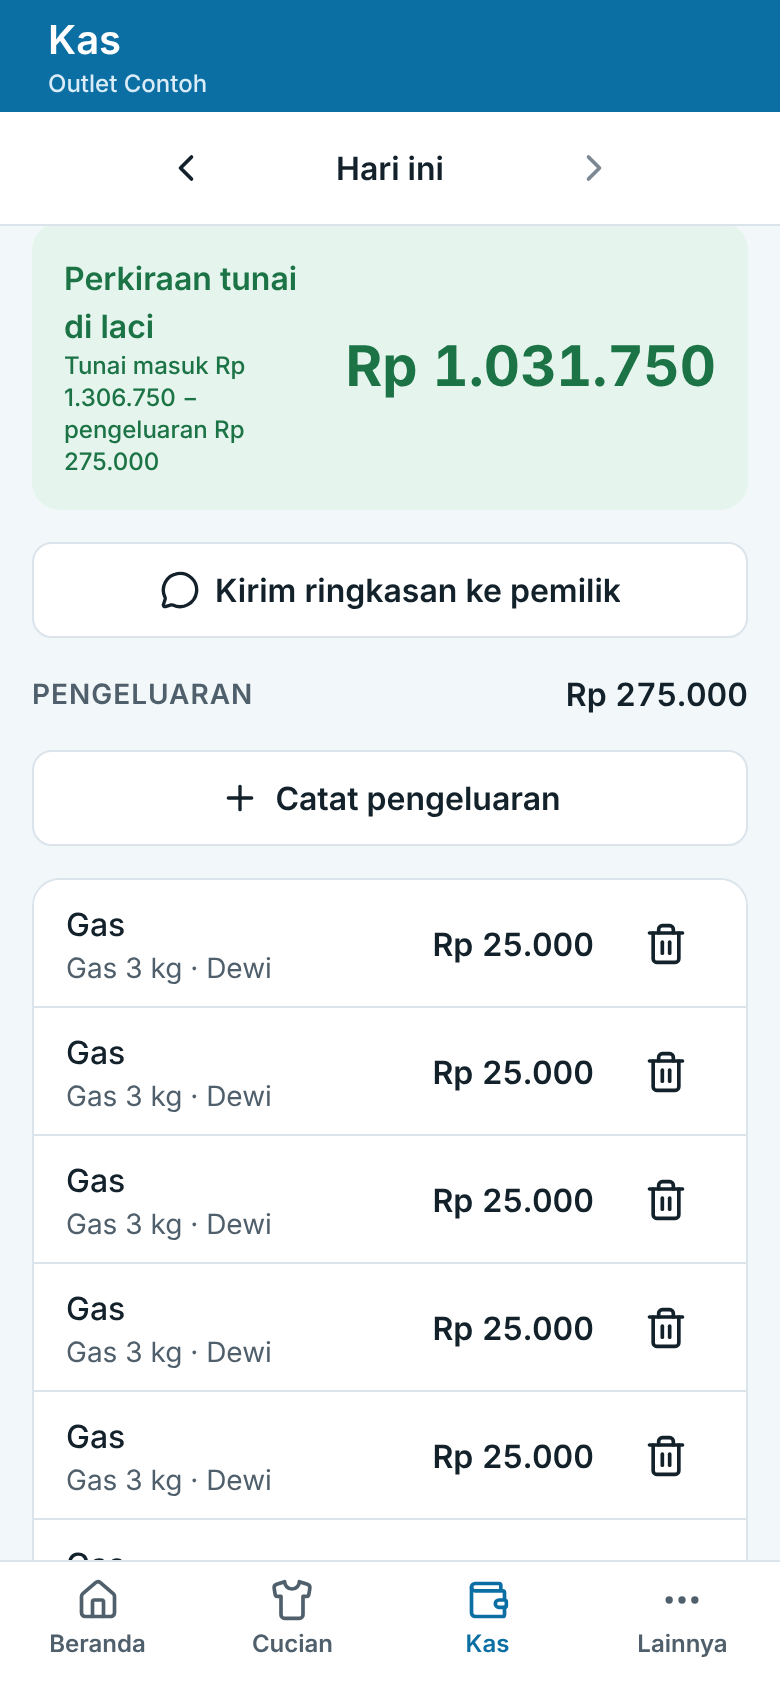 Kas
Outlet Contoh
Hari ini
Perkiraan tunai
di laci
Tunai masuk Rp
1.306.750 –
pengeluaran Rp
275.000
Rp 1.031.750
Kirim ringkasan ke pemilik
PENGELUARAN Rp 275.000
Catat pengeluaran
Gas
Gas 3 kg · Dewi
Rp 25.000
Gas
Gas 3 kg · Dewi
Rp 25.000
Gas
Gas 3 kg · Dewi
Rp 25.000
Gas
Gas 3 kg · Dewi
Rp 25.000
Gas
Gas 3 kg · Dewi
Rp 25.000
Beranda Cucian Kas Lainnya